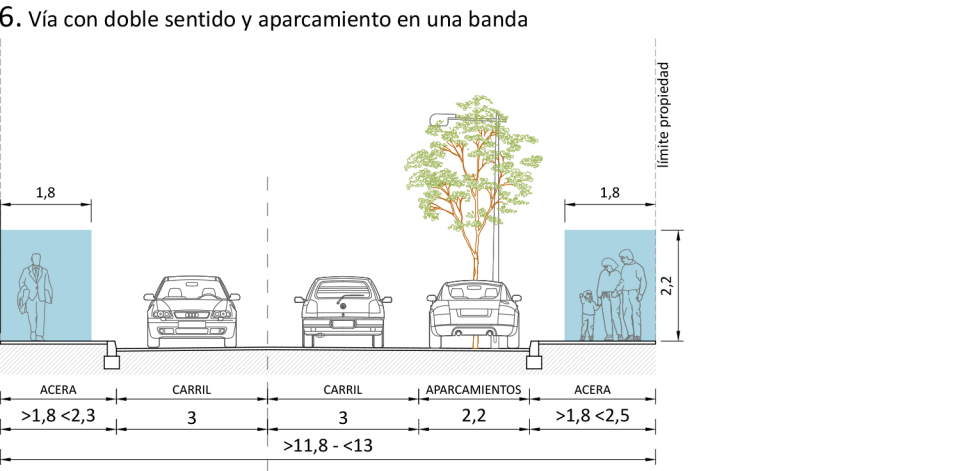 6. Vía con doble sentido y aparcamiento en una banda
límite propiedad
1,8
1,8
2,2
ACERA CARRIL CARRIL APARCAMIENTOS ACERA
>1,8 <2,3 3 3 2,2 >1,8 <2,5
>11,8 - <13